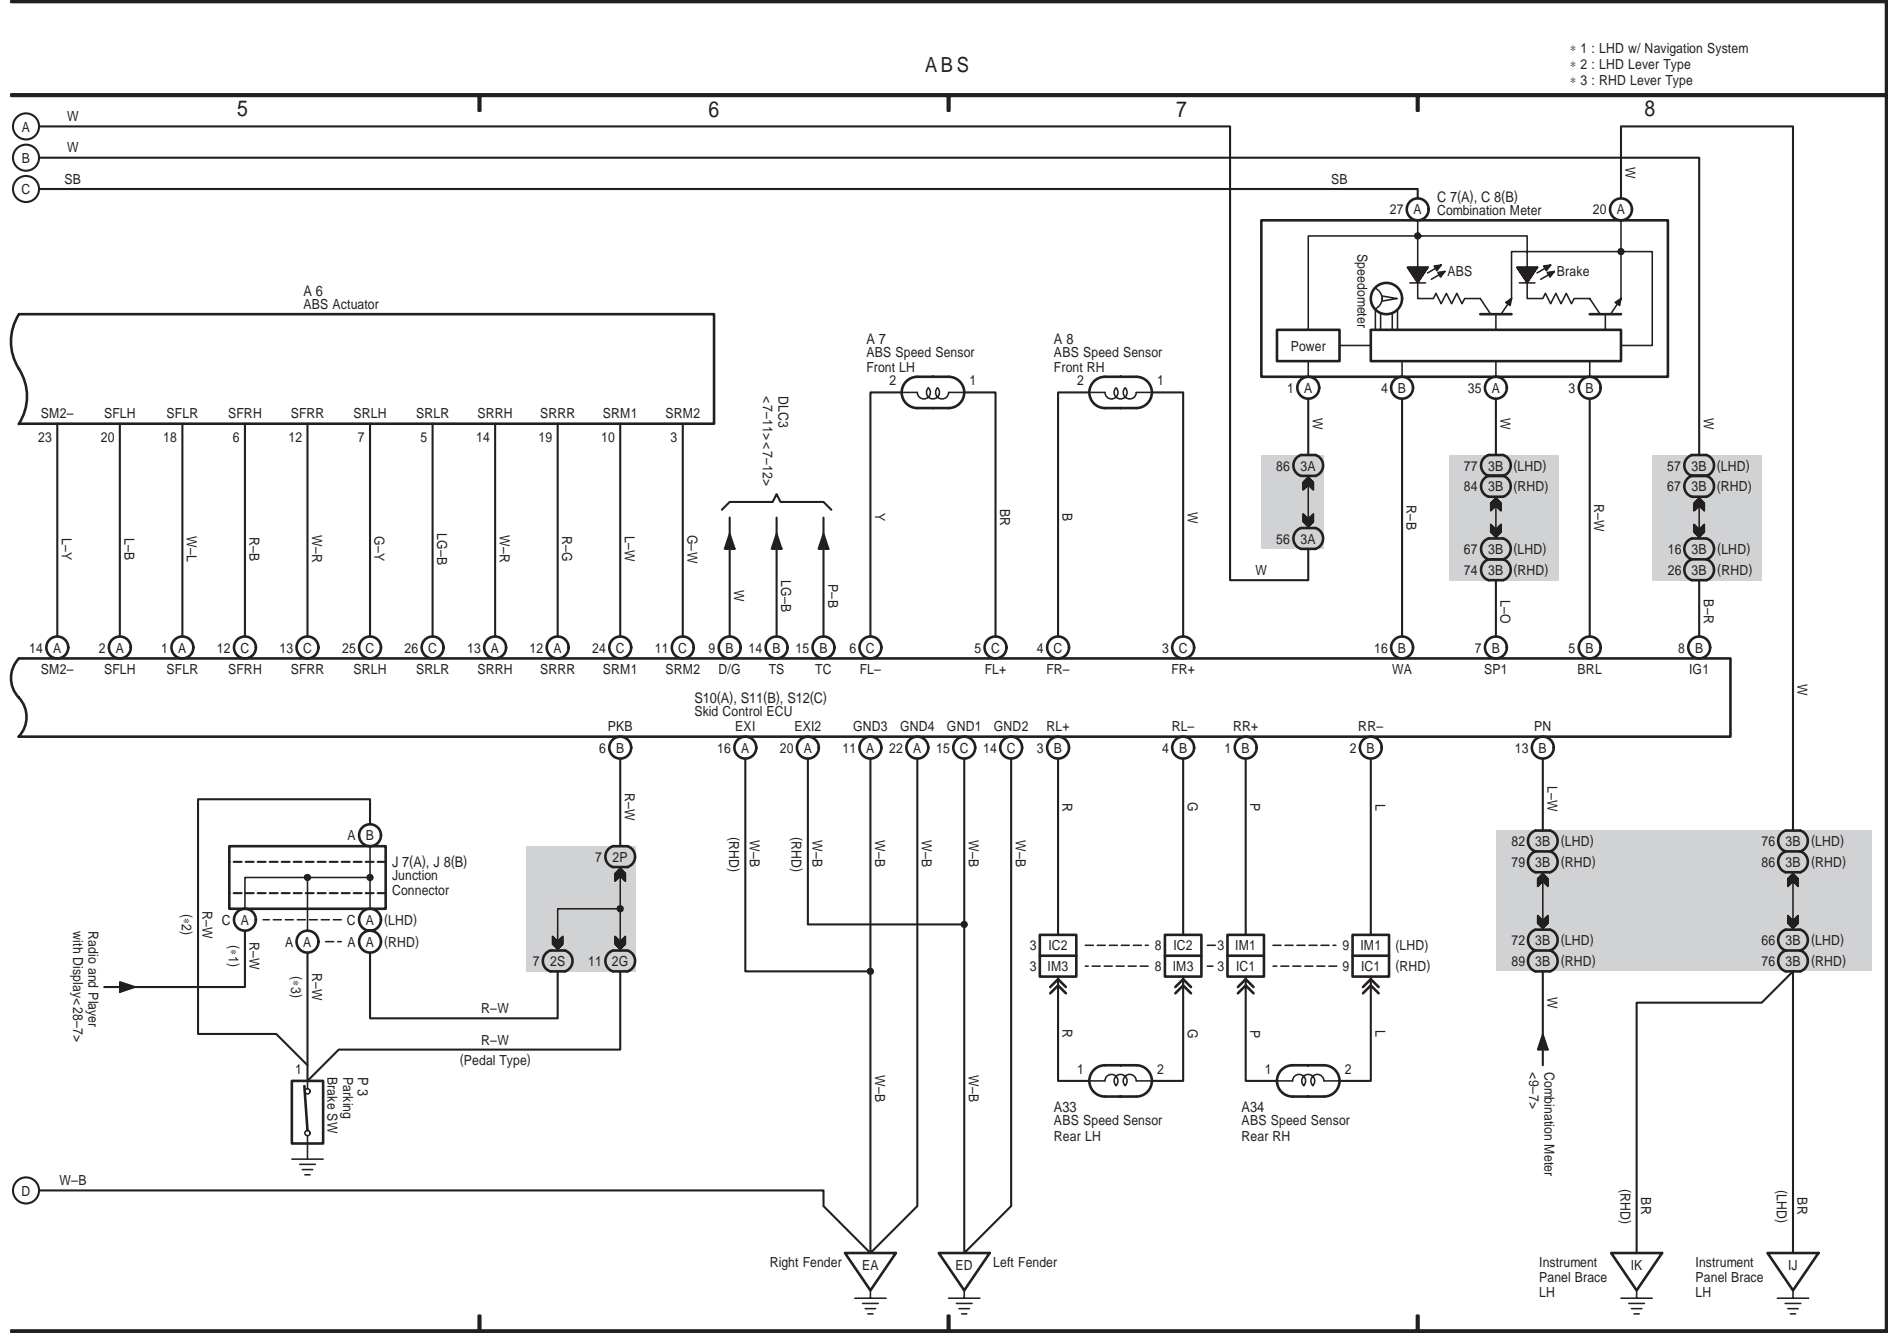 ABS
∗ 1 : LHD w/ Navigation System
∗ 2 : LHD Lever Type
∗ 3 : RHD Lever Type
5
6
7
8
A
W
B
W
C
SB
SB
W
C 7(A), C 8(B)
Combination Meter
27 A
20 A
Speedometer
ABS
Brake
Power
1 A
4 B
35 A
3 B
A 6
ABS Actuator
SM2– SFLH SFLR SFRH SFRR SRLH SRLR SRRH SRRR SRM1 SRM2
23 20 18 6 12 7 5 14 19 10 3
L–Y L–B W–L R–B W–R G–Y LG–B W–R R–G L–W G–W
DLC3
<7–11><7–12>
W LG–B P–B
A 7
ABS Speed Sensor
Front LH
2 1
Y BR
A 8
ABS Speed Sensor
Front RH
2 1
B W
W W W
86 3A
56 3A
W
R–B
77 3B (LHD)
84 3B (RHD)
67 3B (LHD)
74 3B (RHD)
L–O
R–W
57 3B (LHD)
67 3B (RHD)
16 3B (LHD)
26 3B (RHD)
B–R
W
14 A 2 A 1 A 12 C 13 C 25 C 26 C 13 A 12 A 24 C 11 C 9 B 14 B 15 B 6 C 5 C 4 C 3 C 16 B 7 B 5 B 8 B
SM2– SFLH SFLR SFRH SFRR SRLH SRLR SRRH SRRR SRM1 SRM2 D/G TS TC FL– FL+ FR– FR+ WA SP1 BRL IG1
S10(A), S11(B), S12(C)
Skid Control ECU
PKB EXI EXI2 GND3 GND4 GND1 GND2 RL+ RL– RR+ RR– PN
6 B 16 A 20 A 11 A 22 A 15 C 14 C 3 B 4 B 1 B 2 B 13 B
R–W
W–B
(RHD)
W–B
(RHD)
W–B W–B W–B W–B
R G P L
L–W
A B
J 7(A), J 8(B)
Junction
Connector
C A C A (LHD)
A A A A (RHD)
R–W
(∗2)
R–W
(∗1)
R–W
(∗3)
Radio and Player
with Display<28–7>
7 2P
7 2S 11 2G
R–W
R–W
(Pedal Type)
1
P 3
Parking
Brake SW
3 IC2 8 IC2 3 IM1 9 IM1 (LHD)
3 IM3 8 IM3 3 IC1 9 IC1 (RHD)
R G P L
1 2
A33
ABS Speed Sensor
Rear LH
1 2
A34
ABS Speed Sensor
Rear RH
82 3B (LHD)
79 3B (RHD)
72 3B (LHD)
89 3B (RHD)
76 3B (LHD)
86 3B (RHD)
66 3B (LHD)
76 3B (RHD)
W
Combination Meter
<9–7>
W–B W–B
D
W–B
BR
(RHD)
BR
(LHD)
Right Fender
EA
ED
Left Fender
Instrument
Panel Brace
LH
IK
Instrument
Panel Brace
LH
IJ